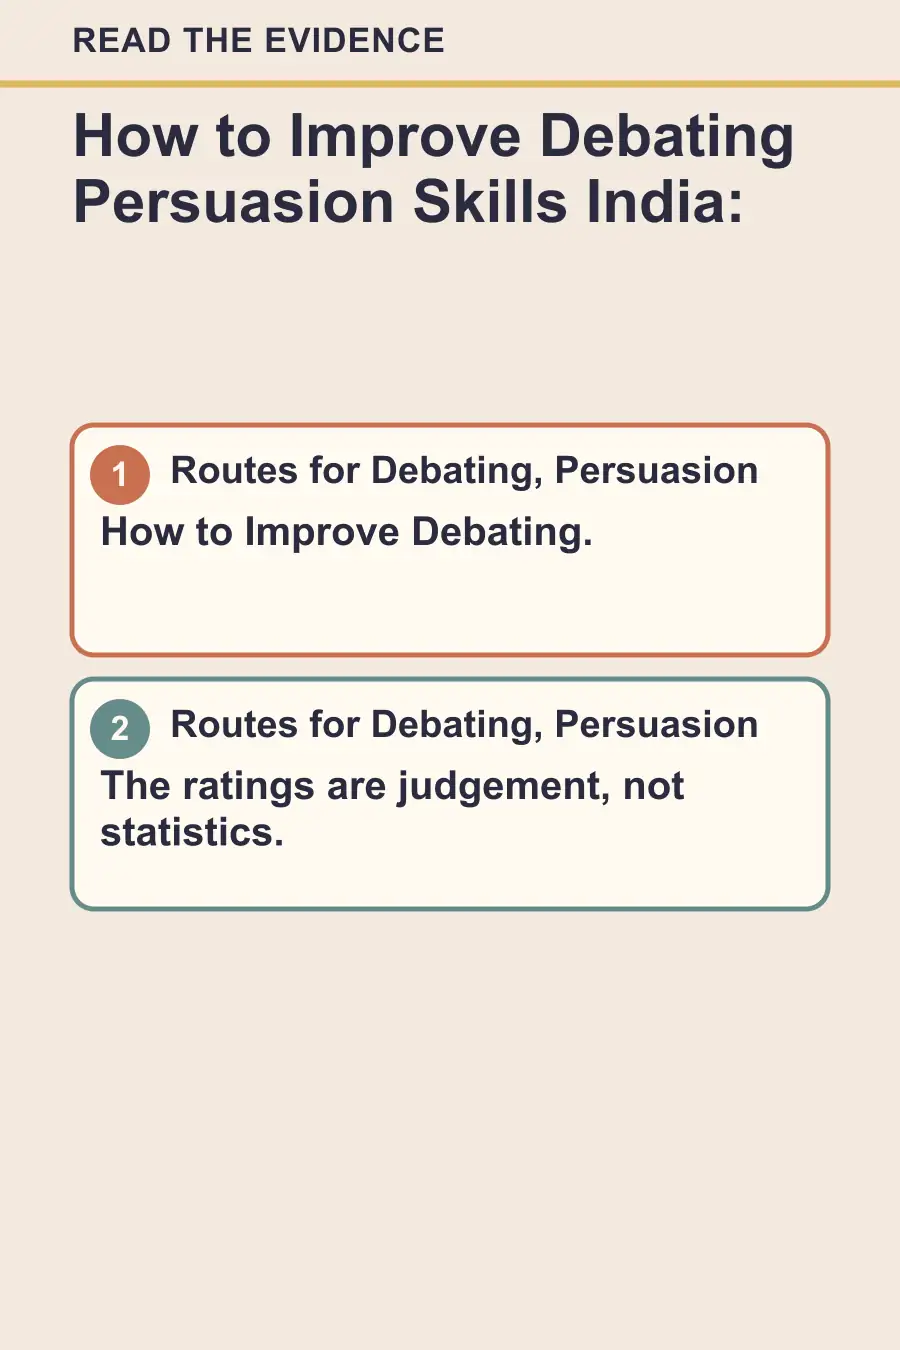 READ THE EVIDENCE
How to Improve Debating
Persuasion Skills India:
1 Routes for Debating, Persuasion
How to Improve Debating.
2 Routes for Debating, Persuasion
The ratings are judgement, not
statistics.